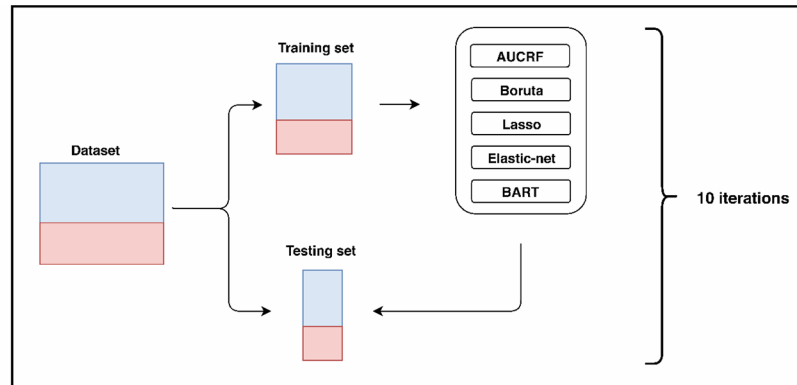 Training set
AUCRF
Boruta
Lasso
Elastic-net
BART
Dataset
10 iterations
Testing set